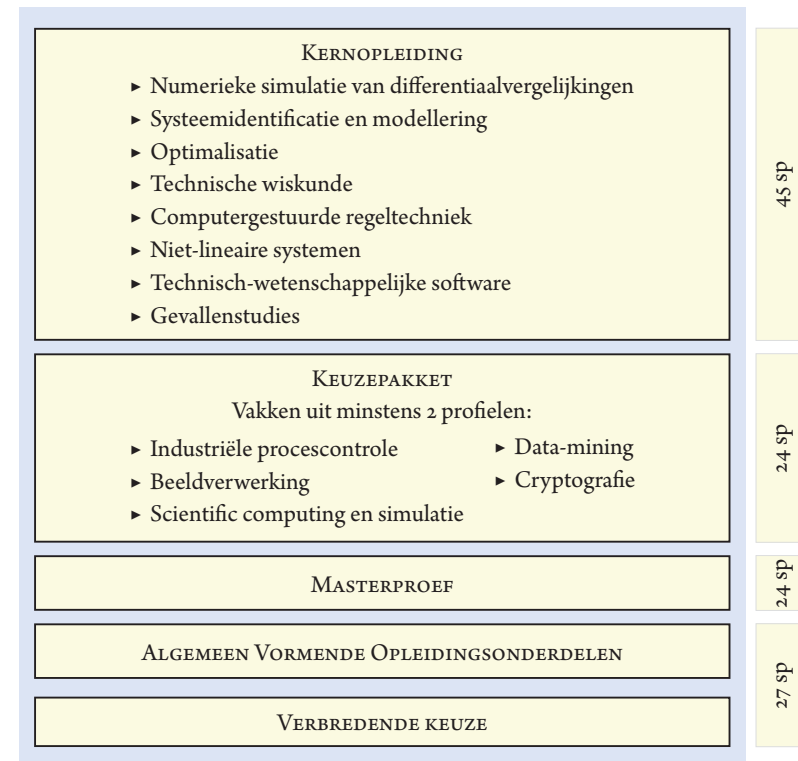 Kernopleiding
▸ Numerieke simulatie van differentiaalvergelijkingen
▸ Systeemidentificatie en modellering
▸ Optimalisatie
▸ Technische wiskunde
▸ Computergestuurde regeltechniek
▸ Niet-lineaire systemen
▸ Technisch-wetenschappelijke software
▸ Gevallenstudies
45 sp
Keuzepakket
Vakken uit minstens 2 profielen:
▸ Industriële procescontrole
▸ Beeldverwerking
▸ Scientific computing en simulatie
▸ Data-mining
▸ Cryptografie
24 sp
Masterproef
24 sp
Algemeen Vormende Opleidingsonderdelen
Verbredende keuze
27 sp